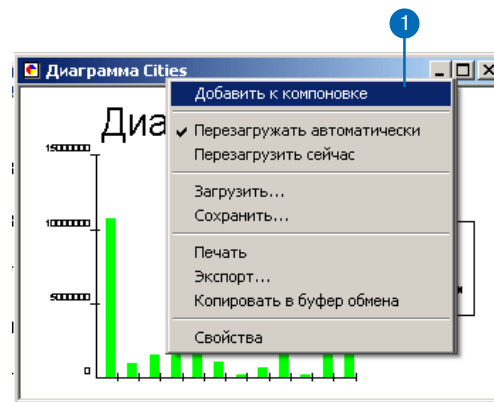 1
Диаграмма Cities
Добавить к компоновке
Диа
Перезагружать автоматически
Перезагрузить сейчас
Загрузить...
Сохранить...
Печать
Экспорт...
Копировать в буфер обмена
Свойства
15000000
10000000
5000000
0